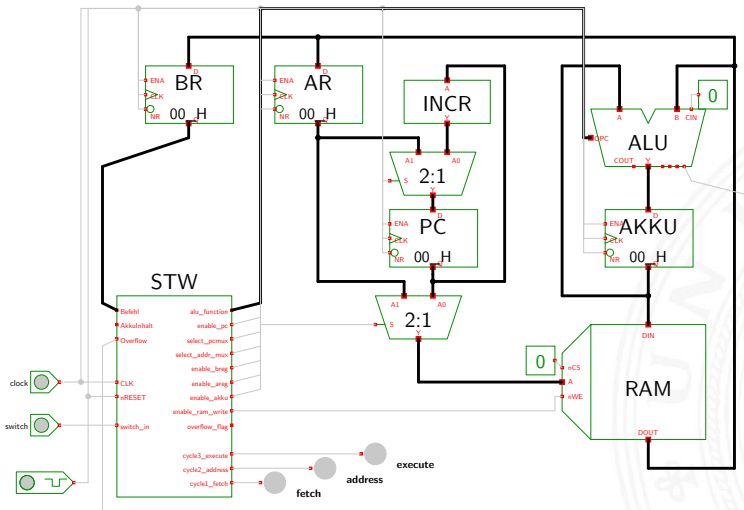 D
ENA BR
CLK
NR 00_H
Q
D
ENA AR
CLK
NR 00_H
Q
A
INCR
Y
A1 A0
S 2:1
Y
D
ENA PC
CLK
NR 00_H
Q
A1 A0
S 2:1
Y
0
A B CIN
OPC ALU
COUT Y
D
ENA AKKU
CLK
NR 00_H
Q
0
DIN
nCS
A RAM
nWE
DOUT
STW
Befehl alu_function
AkkuInhalt enable_pc
Overflow select_pcmux
select_addr_mux
enable_breg
clock CLK enable_areg
nRESET enable_akku
enable_ram_write
switch switch_in overflow_flag
cycle3_execute execute
cycle2_address address
cycle1_fetch fetch